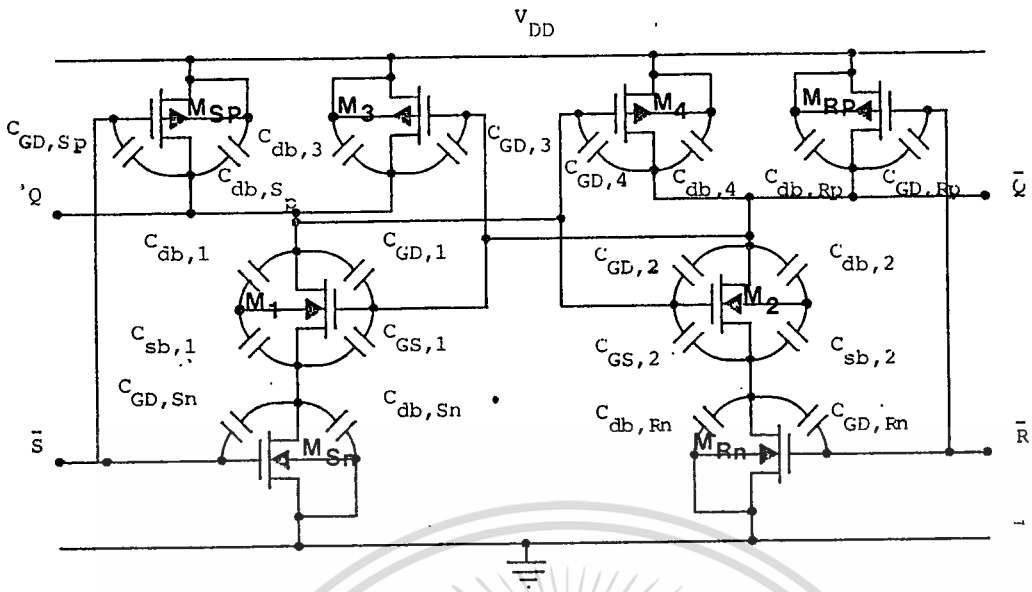 V_DD
M_SP
M_3
M_4
M_RP
C_GD,Sp
C_db,3
C_GD,3
C_GD,4
C_db,4
C_db,Rp
C_GD,Rp
C_db,Sp
'Q
Q̅
C_db,1
C_GD,1
C_GD,2
C_db,2
M_1
M_2
C_sb,1
C_GS,1
C_GS,2
C_sb,2
C_GD,Sn
C_db,Sn
C_db,Rn
C_GD,Rn
S̅
M_Sn
M_Rn
R̅